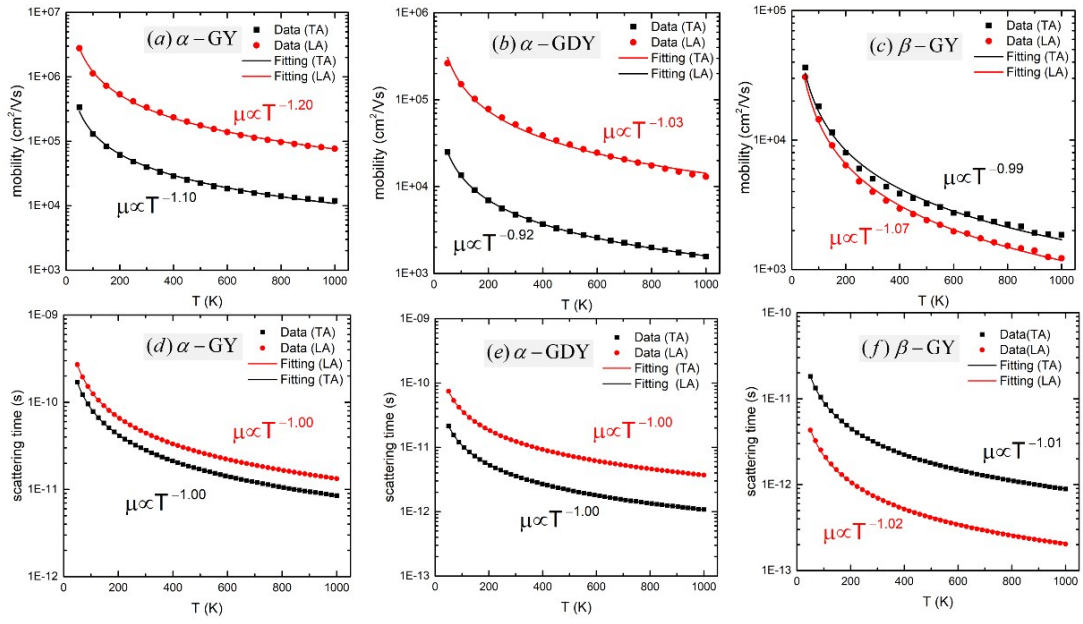 (a) α − GY
Data (TA)
Data (LA)
Fitting (TA)
Fitting (LA)
μ∝T^-1.20
μ∝T^-1.10
mobility (cm²/Vs)
1E+07
1E+06
1E+05
1E+04
1E+03
0 200 400 600 800 1000
T (K)
(b) α − GDY
Data (TA)
Data (LA)
Fitting (TA)
Fitting (LA)
μ∝T^-1.03
μ∝T^-0.92
mobility (cm²/Vs)
1E+06
1E+05
1E+04
1E+03
0 200 400 600 800 1000
T (K)
(c) β − GY
Data (TA)
Data (LA)
Fitting (TA)
Fitting (LA)
μ∝T^-0.99
μ∝T^-1.07
mobility (cm²/Vs)
1E+05
1E+04
1E+03
0 200 400 600 800 1000
T (K)
(d) α − GY
Data (TA)
Data (LA)
Fitting (LA)
Fitting (TA)
μ∝T^-1.00
μ∝T^-1.00
scattering time (s)
1E-09
1E-10
1E-11
1E-12
0 200 400 600 800 1000
T (K)
(e) α − GDY
Data (TA)
Data (LA)
Fitting (TA)
Fitting (LA)
μ∝T^-1.00
μ∝T^-1.00
scattering time (s)
1E-09
1E-10
1E-11
1E-12
1E-13
0 200 400 600 800 1000
T (K)
(f) β − GY
Data(TA)
Data(LA)
Fitting (TA)
Fitting (LA)
μ∝T^-1.01
μ∝T^-1.02
scattering time (s)
1E-10
1E-11
1E-12
1E-13
0 200 400 600 800 1000
T (K)